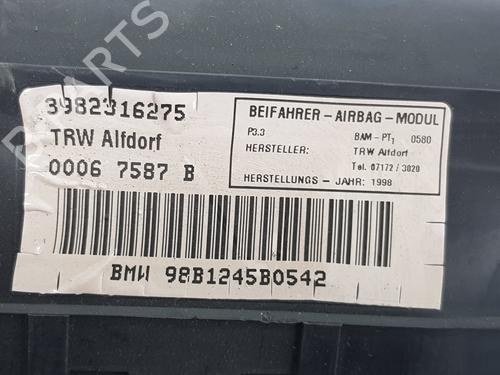 PARTS
3982316275
TRW Alfdorf
0006 7587 B
BEIFAHRER-AIRBAG-MODUL
P3.3 BAM-PT1 0580
HERSTELLER: TRW Alfdorf
Tel. 07172/3020
HERSTELLUNGS-JAHR: 1998
BMW 98B1245B0542